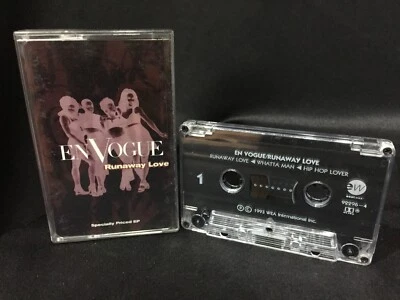 EN VOGUE
Runaway Love
Specially Priced EP
EN VOGUE/RUNAWAY LOVE
RUNAWAY LOVE ◄ WHATTA MAN ◄ HIP HOP LOVER
1
ew
℗ © 1993 WEA International Inc.